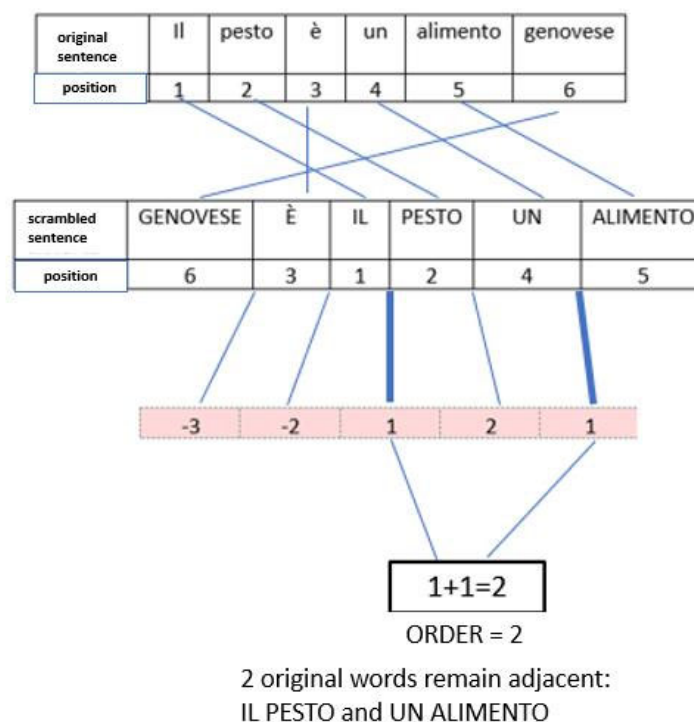 original sentence Il pesto è un alimento genovese
position 1 2 3 4 5 6
scrambled sentence GENOVESE È IL PESTO UN ALIMENTO
position 6 3 1 2 4 5
-3 -2 1 2 1
1+1=2
ORDER = 2
2 original words remain adjacent:
IL PESTO and UN ALIMENTO